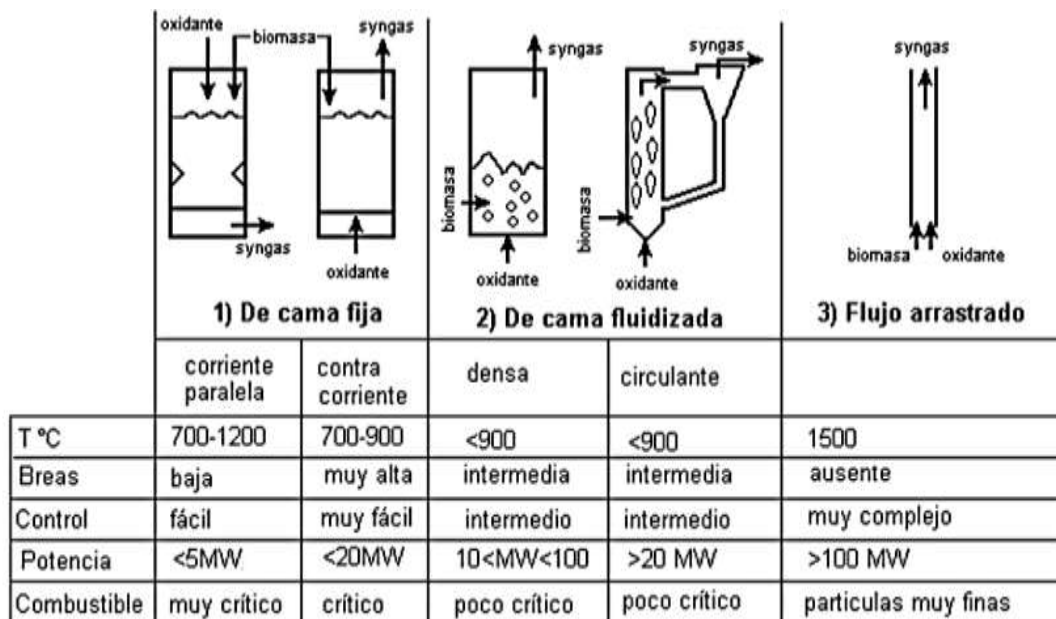 oxidante
biomasa
syngas
syngas
oxidante
syngas
biomasa
oxidante
syngas
biomasa
oxidante
syngas
biomasa oxidante
1) De cama fija
2) De cama fluidizada
3) Flujo arrastrado
corriente paralela contra corriente densa circulante
T ºC 700-1200 700-900 <900 <900 1500
Breas baja muy alta intermedia intermedia ausente
Control fácil muy fácil intermedio intermedio muy complejo
Potencia <5MW <20MW 10<MW<100 >20 MW >100 MW
Combustible muy crítico crítico poco crítico poco crítico particulas muy finas